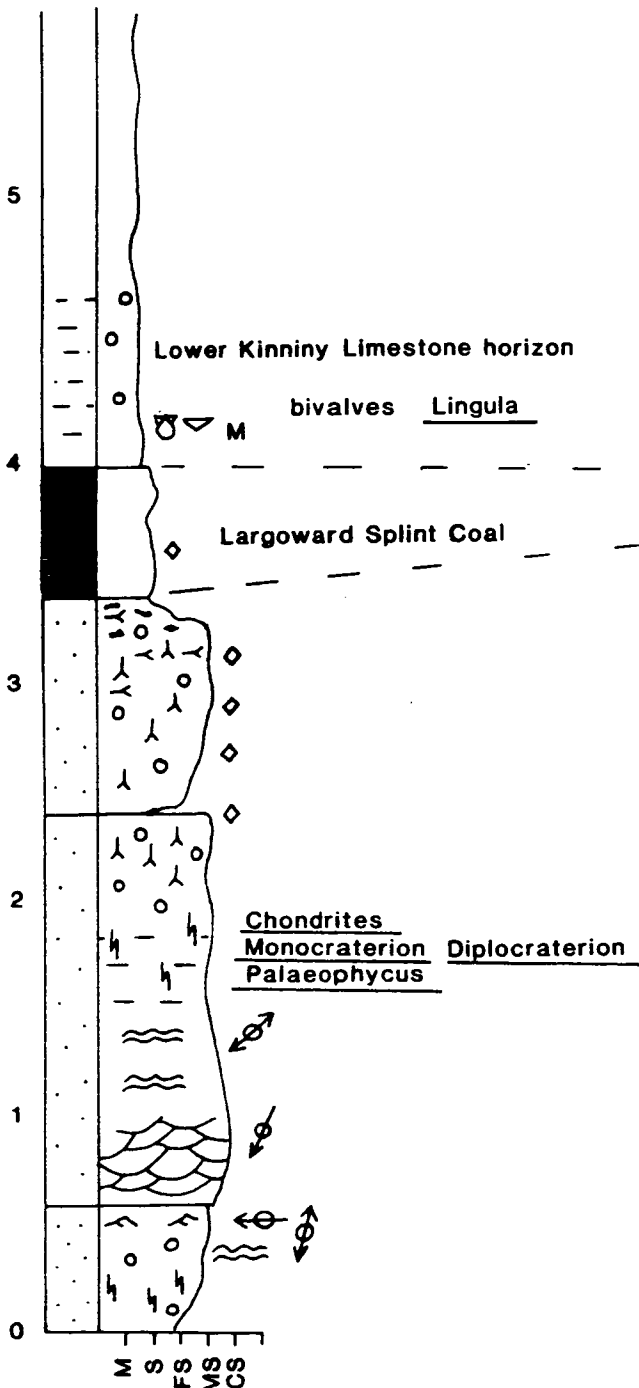 5
Lower Kinniny Limestone horizon
bivalves Lingula
M
4
Largoward Splint Coal
3
2
Chondrites
Monocraterion Diplocraterion
Palaeophycus
1
0
M S FS MS CS